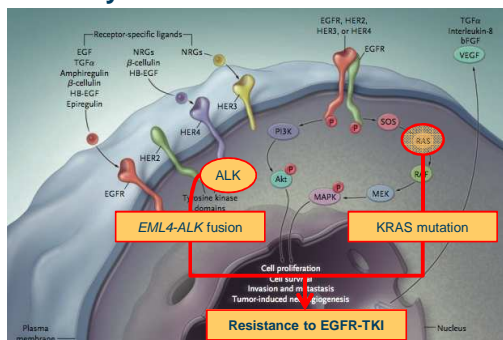 Receptor-specific ligands
EGF
TGFα
Amphiregulin
β-cellulin
HB-EGF
Epiregulin
NRGs
β-cellulin
HB-EGF
NRGs
EGFR, HER2,
HER3, or HER4
EGFR
TGFα
Interleukin-8
bFGF
VEGF
HER3
HER4
HER2
EGFR
P
P
SOS
PI3K
RAS
RAF
ALK
Akt
P
P
MEK
MAPK
Tyrosine kinase
domains
EML4-ALK fusion
KRAS mutation
Cell proliferation
Cell survival
Invasion and metastasis
Tumor-induced neoangiogenesis
Resistance to EGFR-TKI
Plasma
membrane
Nucleus